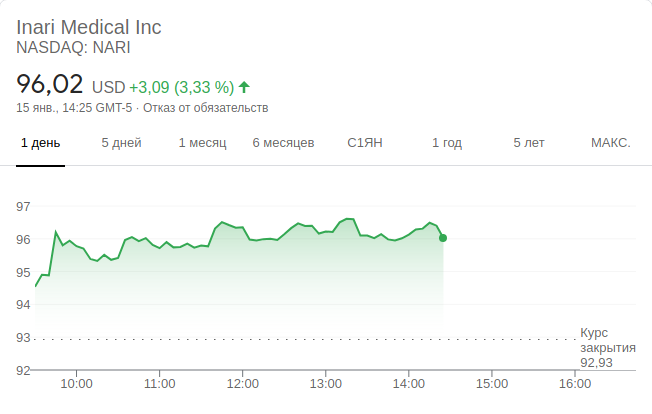 Inari Medical Inc
NASDAQ: NARI
96,02 USD +3,09 (3,33 %)
15 янв., 14:25 GMT-5 · Отказ от обязательств
1 день 5 дней 1 месяц 6 месяцев С1ЯН 1 год 5 лет МАКС.
97
96
95
94
93
92
Курс
закрытия
92,93
10:00 11:00 12:00 13:00 14:00 15:00 16:00